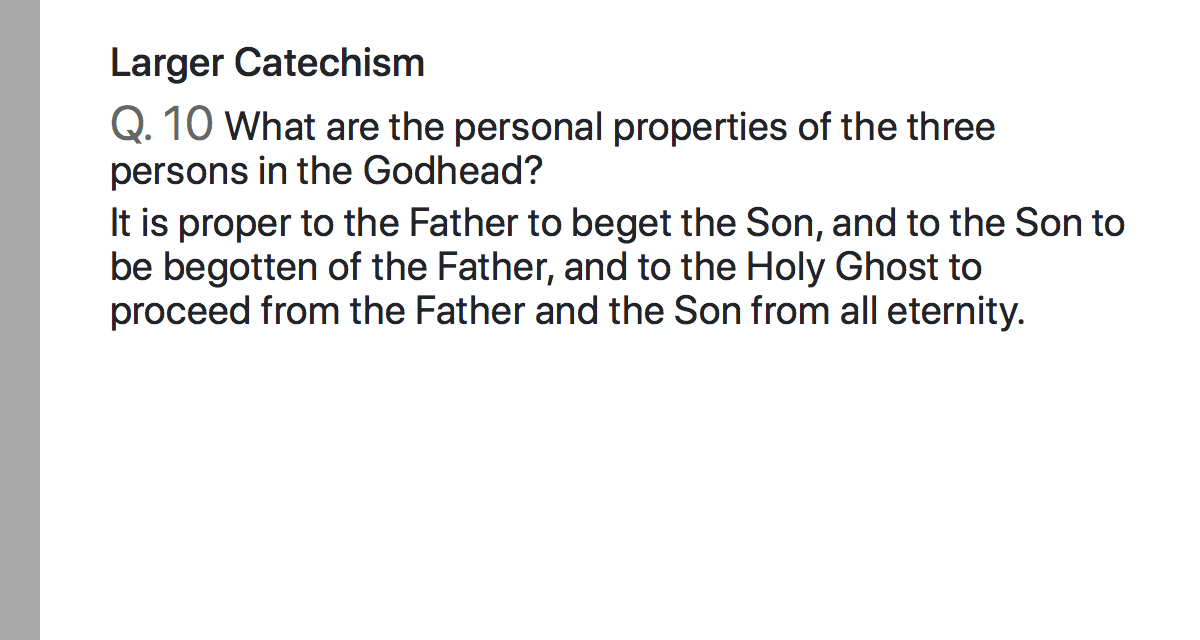 Larger Catechism
Q. 10 What are the personal properties of the three
persons in the Godhead?
It is proper to the Father to beget the Son, and to the Son to
be begotten of the Father, and to the Holy Ghost to
proceed from the Father and the Son from all eternity.